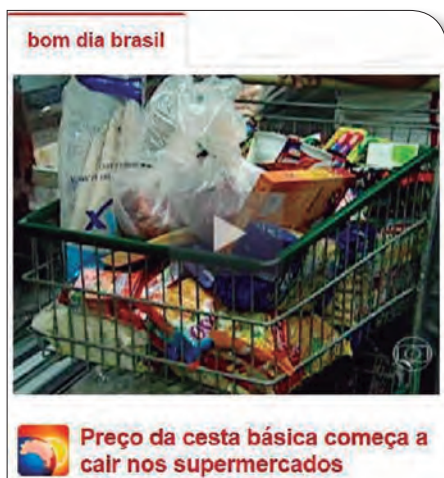 bom dia brasil
Preço da cesta básica começa a
cair nos supermercados